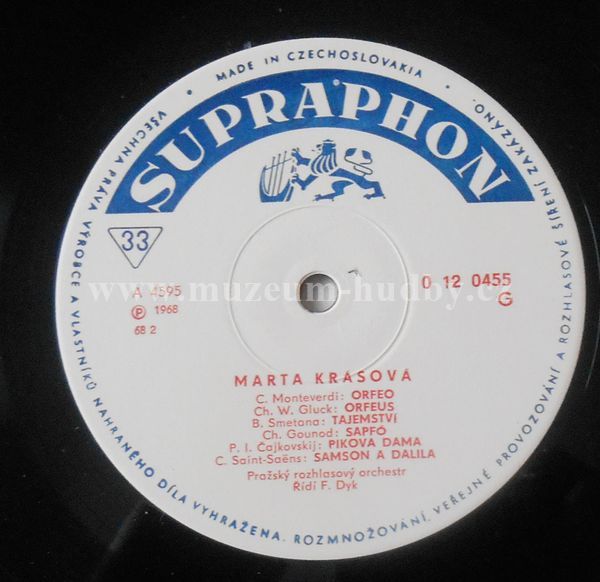 VŠECHNA PRÁVA VÝROBCE A VLASTNÍKŮ NAHRANÉHO DÍLA VYHRAŽENA. ROZMNOŽOVÁNÍ, VEŘEJNÉ PROVOZOVÁNÍ A ROZHLASOVÉ ŠÍŘENÍ ZAKÁZÁNO.
• MADE IN CZECHOSLOVAKIA •
SUPRAPHON
33
A 4595
℗ 1968
68 2
0 12 0455
G
www.muzeum-hudby.cz
MARTA KRÁSOVÁ
C. Monteverdi: ORFEO
Ch. W. Gluck: ORFEUS
B. Smetana: TAJEMSTVÍ
Ch. Gounod: SAPFÓ
P. I. Čajkovskij: PIKOVA DAMA
C. Saint-Saëns: SAMSON A DALILA
Pražský rozhlasový orchestr
Řídí F. Dyk